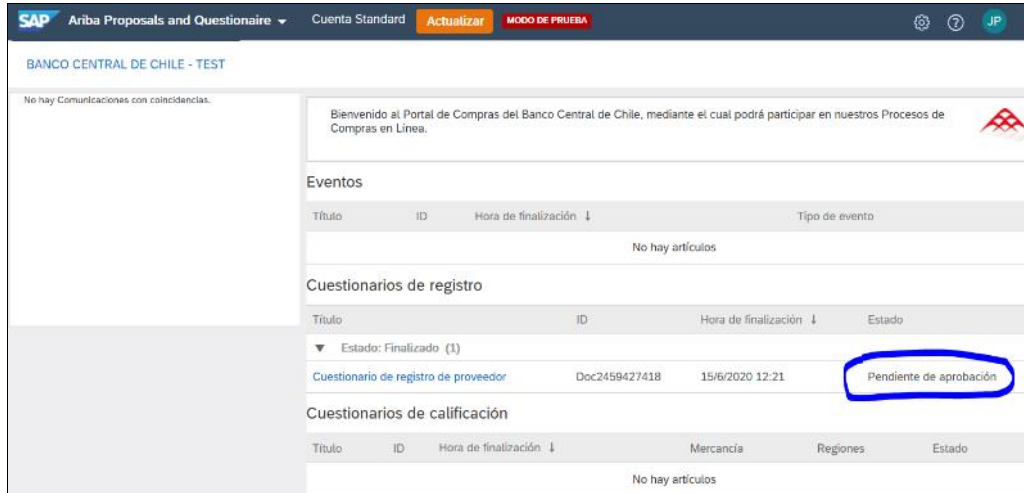 SAP Ariba Proposals and Questionaire Cuenta Standard Actualizar MODO DE PRUEBA JP
BANCO CENTRAL DE CHILE - TEST
No hay Comunicaciones con coincidencias.
Bienvenido al Portal de Compras del Banco Central de Chile, mediante el cual podrá participar en nuestros Procesos de
Compras en Línea.
Eventos
Título ID Hora de finalización ↓ Tipo de evento
No hay artículos
Cuestionarios de registro
Título ID Hora de finalización ↓ Estado
▼ Estado: Finalizado (1)
Cuestionario de registro de proveedor Doc2459427418 15/6/2020 12:21 Pendiente de aprobación
Cuestionarios de calificación
Título ID Hora de finalización ↓ Mercancía Regiones Estado
No hay artículos